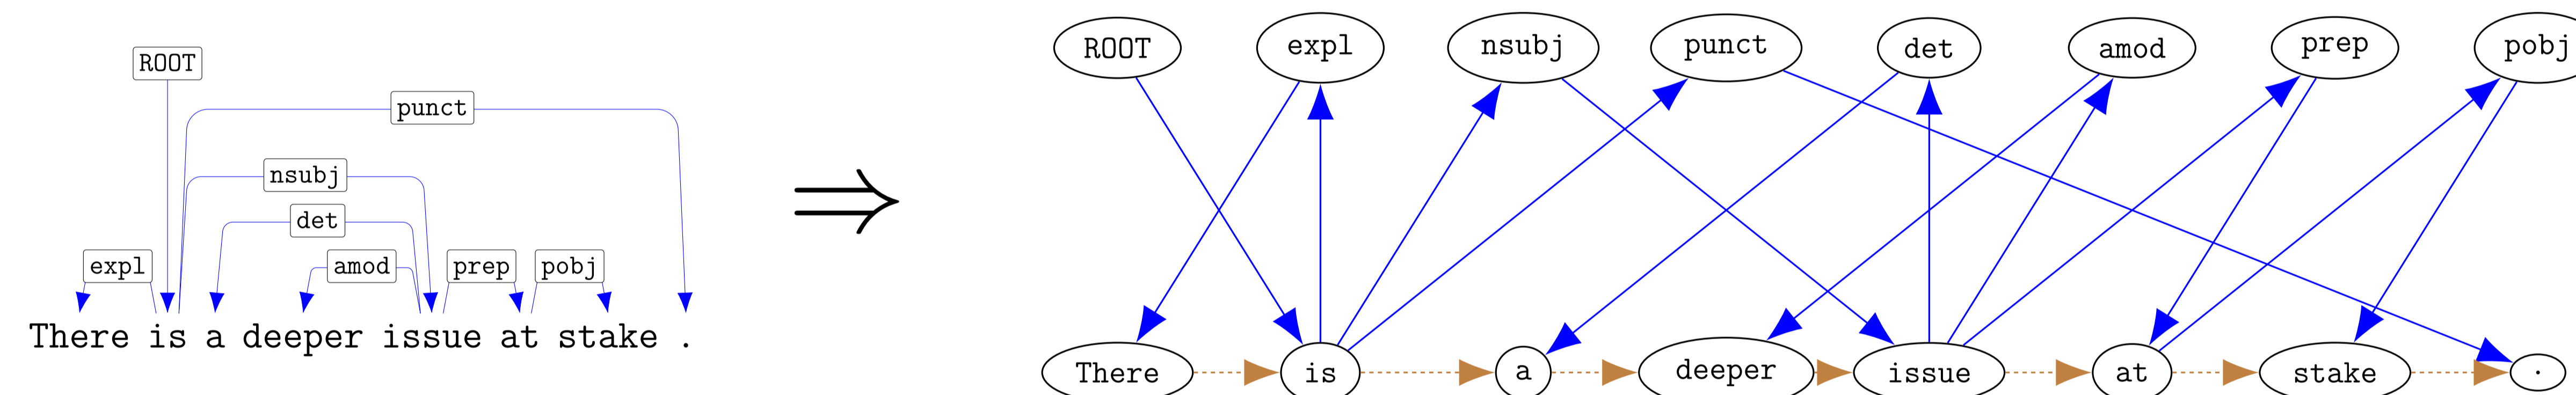 ROOT
punct
nsubj
det
expl amod prep pobj
There is a deeper issue at stake .
⇒
ROOT expl nsubj punct det amod prep pobj
There is a deeper issue at stake .